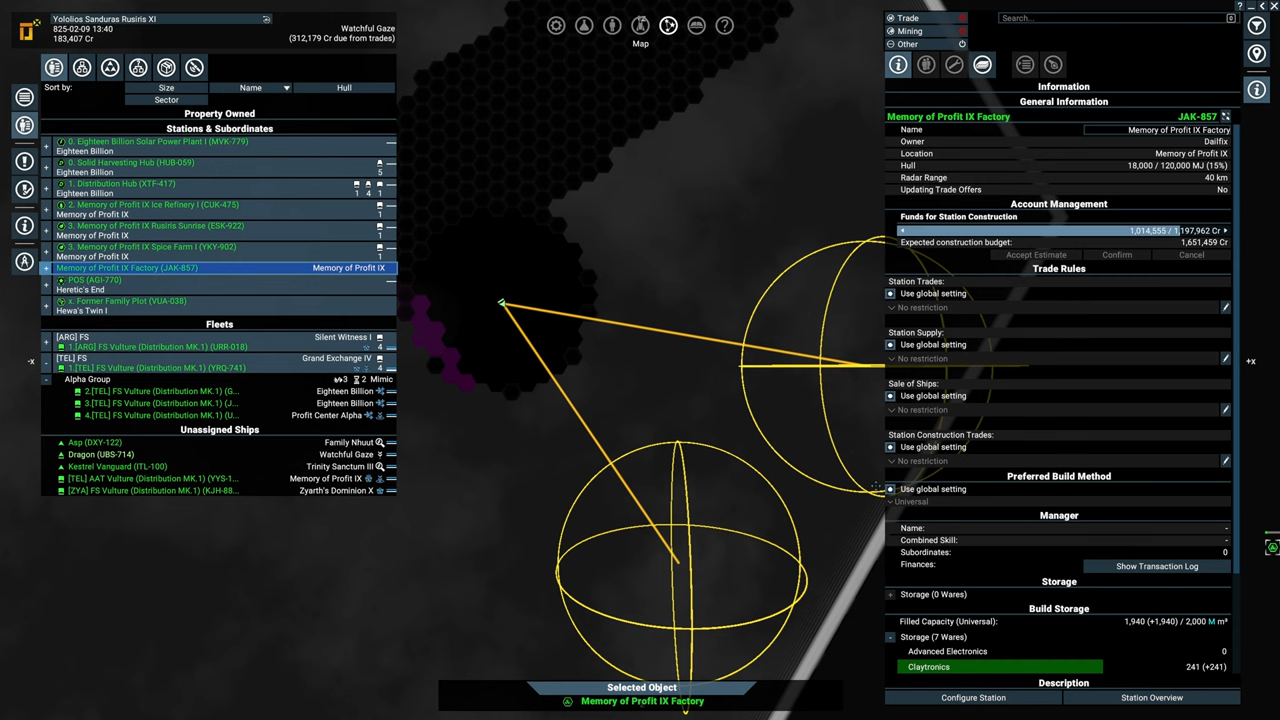 Yololios Sanduras Rusiris XI
825-02-09 13:40
Watchful Gaze
183,407 Cr
(312,179 Cr due from trades)
Sort by:
Size
Name
Hull
Sector
Property Owned
Stations & Subordinates
0. Eighteen Billion Solar Power Plant I (MVK-779)
Eighteen Billion
0. Solid Harvesting Hub (HUB-059)
Eighteen Billion
5
1. Distribution Hub (XTF-417)
Eighteen Billion
1 4 1
2. Memory of Profit IX Ice Refinery I (CUK-475)
Memory of Profit IX
1
3. Memory of Profit IX Rusiris Sunrise (ESK-922)
Memory of Profit IX
1
3. Memory of Profit IX Spice Farm I (YKY-902)
Memory of Profit IX
1
Memory of Profit IX Factory (JAK-857)
Memory of Profit IX
POS (AGI-770)
Heretic's End
x. Former Family Plot (VUA-038)
Hewa's Twin I
Fleets
[ARG] FS
Silent Witness I
1.[ARG] FS Vulture (Distribution MK.1) (URR-018)
4
[TEL] FS
Grand Exchange IV
1.[TEL] FS Vulture (Distribution MK.1) (YRQ-741)
4
Alpha Group
3 2 Mimic
2.[TEL] FS Vulture (Distribution MK.1) (G...
Eighteen Billion
3.[TEL] FS Vulture (Distribution MK.1) (J...
Eighteen Billion
4.[TEL] FS Vulture (Distribution MK.1) (U...
Profit Center Alpha
Unassigned Ships
Asp (DXY-122)
Family Nhuut
Dragon (UBS-714)
Watchful Gaze
Kestrel Vanguard (ITL-100)
Trinity Sanctum III
[TEL] AAT Vulture (Distribution MK.1) (YYS-1...
Memory of Profit IX
[ZYA] FS Vulture (Distribution MK.1) (KJH-88...
Zyarth's Dominion X
-x
Map
+x
Selected Object
Memory of Profit IX Factory
Trade
Mining
Other
Search...
Information
General Information
Memory of Profit IX Factory
JAK-857
Name
Memory of Profit IX Factory
Owner
Dailfix
Location
Memory of Profit IX
Hull
18,000 / 120,000 MJ (15%)
Radar Range
40 km
Updating Trade Offers
No
Account Management
Funds for Station Construction
1,014,555 / 1,197,962 Cr
Expected construction budget:
1,651,459 Cr
Accept Estimate
Confirm
Cancel
Trade Rules
Station Trades:
Use global setting
No restriction
Station Supply:
Use global setting
No restriction
Sale of Ships:
Use global setting
No restriction
Station Construction Trades:
Use global setting
No restriction
Preferred Build Method
Use global setting
Universal
Manager
Name:
-
Combined Skill:
-
Subordinates:
0
Finances:
Show Transaction Log
Storage
+ Storage (0 Wares)
Build Storage
Filled Capacity (Universal):
1,940 (+1,940) / 2,000 M m³
- Storage (7 Wares)
Advanced Electronics
0
Claytronics
241 (+241)
Description
Configure Station
Station Overview